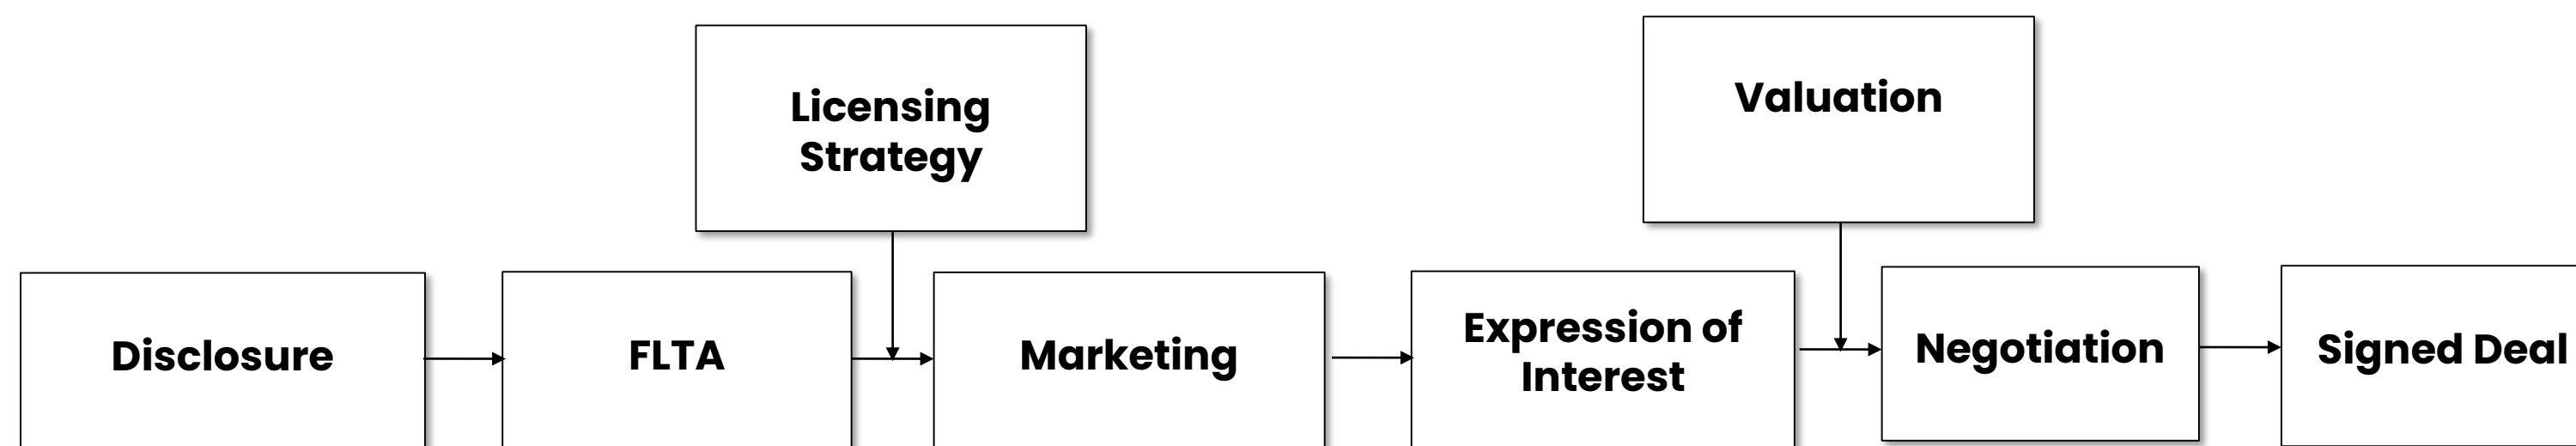 Licensing
Strategy
Valuation
Disclosure
FLTA
Marketing
Expression of
Interest
Negotiation
Signed Deal